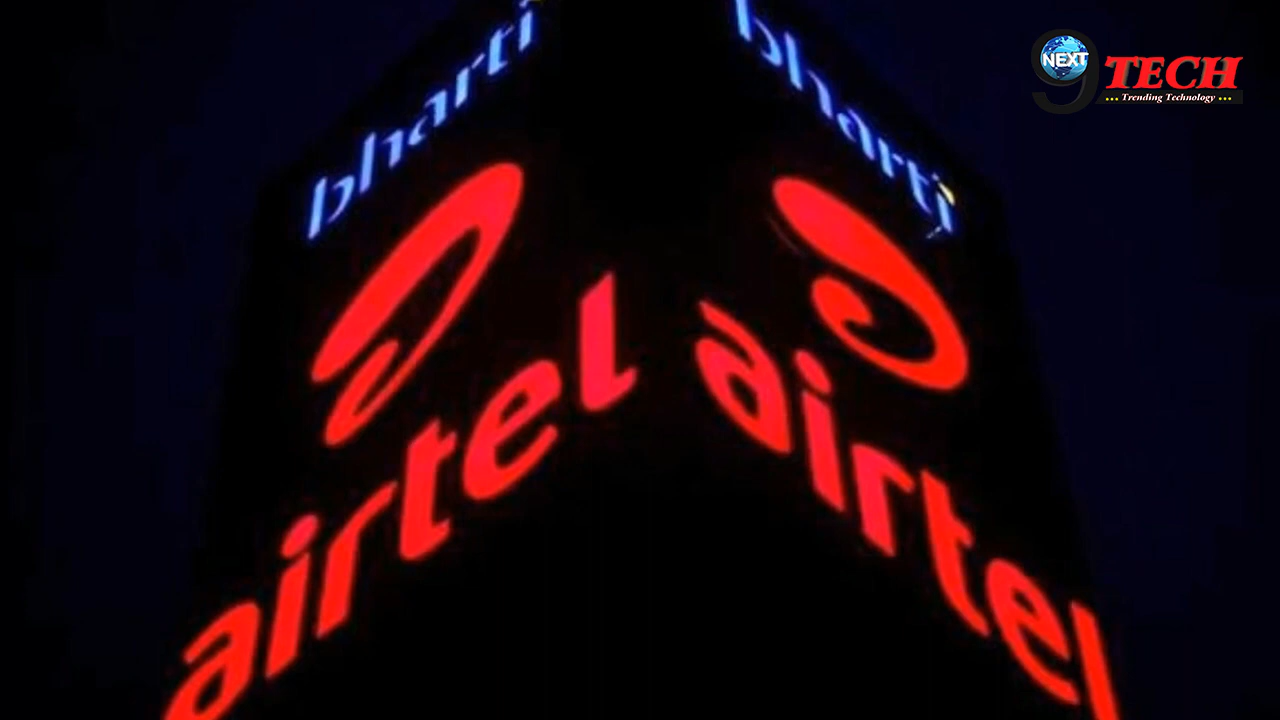 bharti
airtel
bharti
airtel
9
NEXT
TECH
... Trending Technology ...